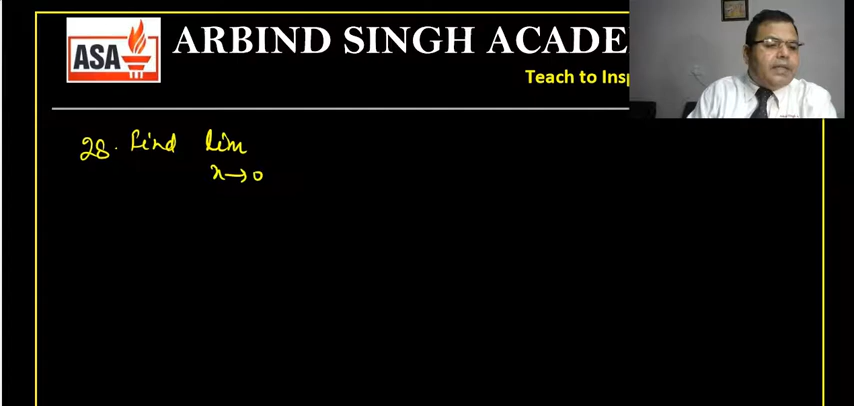 ASA
ARBIND SINGH ACADE
Teach to Insp
28. Find lim
x→0